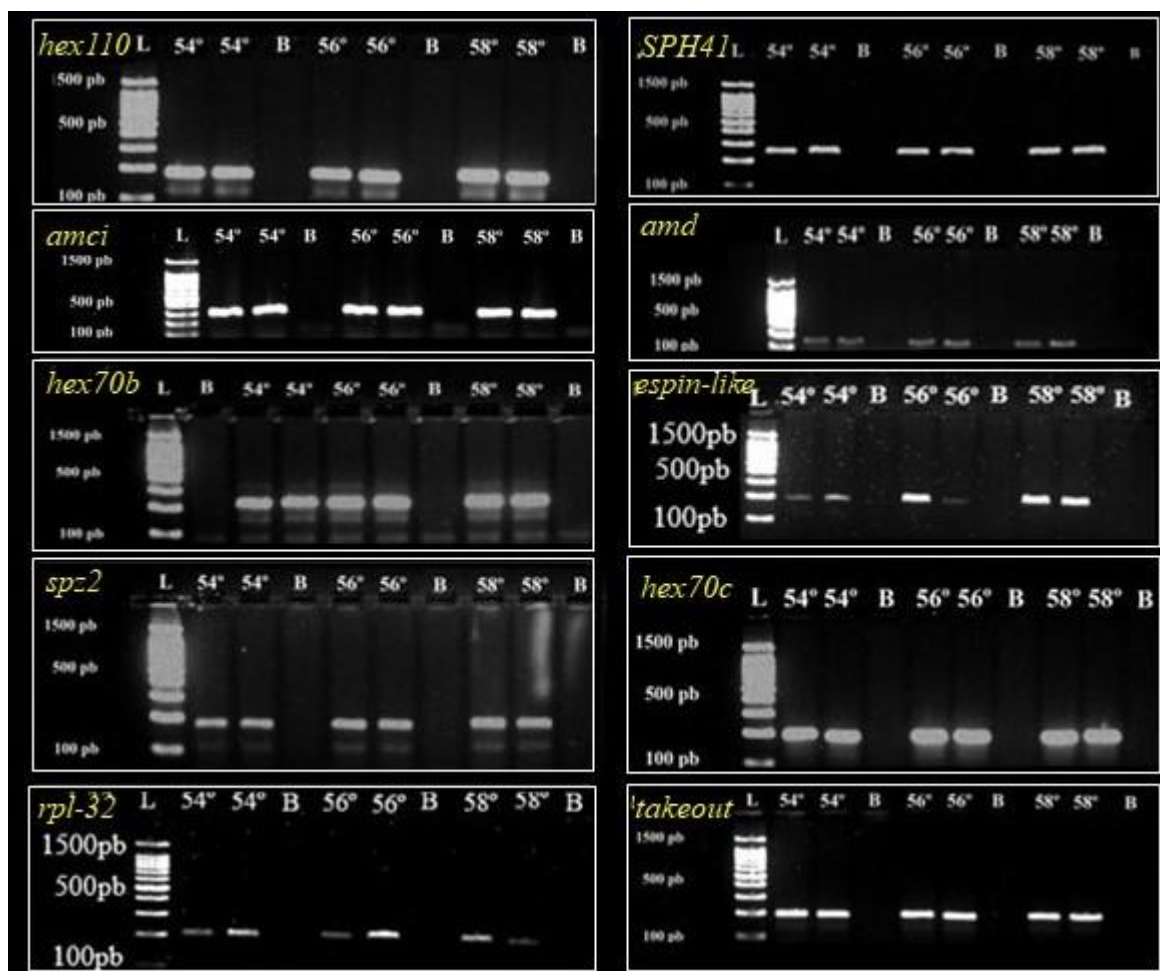 hex110 L 54° 54° B 56° 56° B 58° 58° B
1500 pb
500 pb
100 pb
SPH41 L 54° 54° B 56° 56° B 58° 58° B
1500 pb
500 pb
100 pb
amci L 54° 54° B 56° 56° B 58° 58° B
1500 pb
500 pb
100 pb
amd L 54° 54° B 56° 56° B 58° 58° B
1500 pb
500 pb
100 pb
hex70b L B 54° 54° 56° 56° B 58° 58° B
1500 pb
500 pb
100 pb
espin-like L 54° 54° B 56° 56° B 58° 58° B
1500pb
500pb
100pb
spz2 L 54° 54° B 56° 56° B 58° 58° B
1500 pb
500 pb
100 pb
hex70c L 54° 54° B 56° 56° B 58° 58° B
1500 pb
500 pb
100 pb
rpl-32 L 54° 54° B 56° 56° B 58° 58° B
1500pb
500pb
100pb
takeout L 54° 54° B 56° 56° B 58° 58° B
1500 pb
500 pb
100 pb